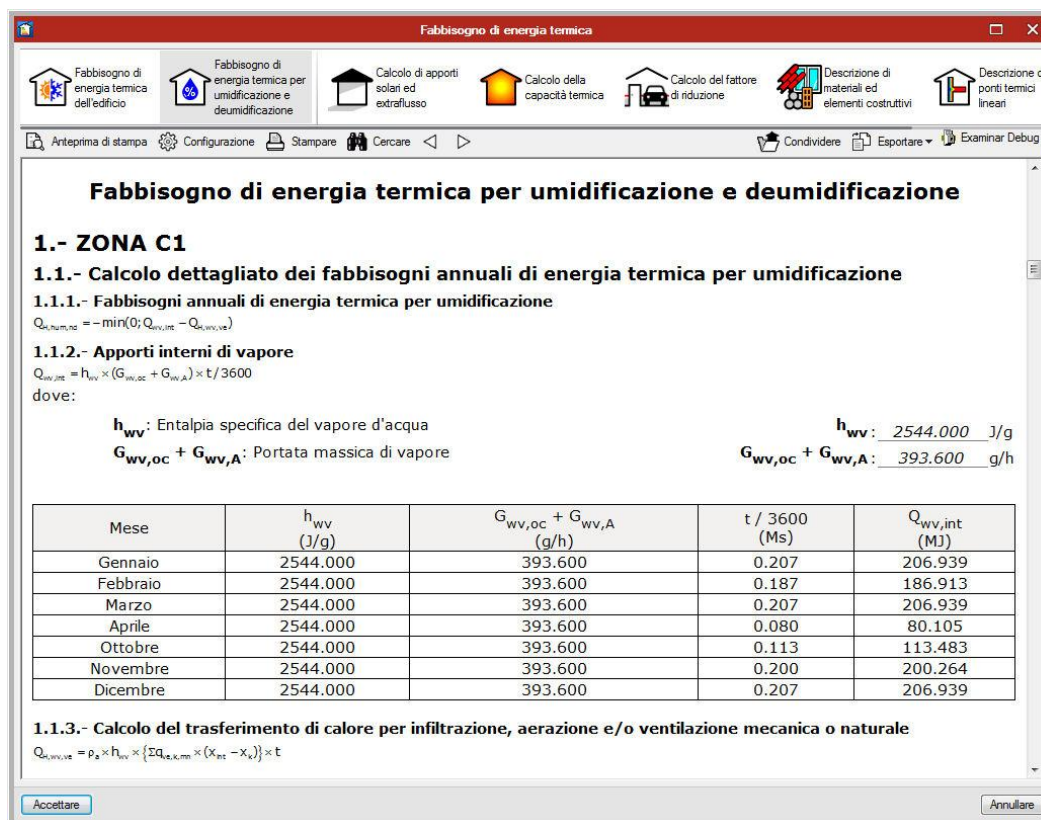 Fabbisogno di energia termica
Fabbisogno di
energia termica
dell'edificio
Fabbisogno di
energia termica per
umidificazione e
deumidificazione
Calcolo di apporti
solari ed
extraflusso
Calcolo della
capacità termica
Calcolo del fattore
di riduzione
Descrizione di
materiali ed
elementi costruttivi
Descrizione d
ponti termici
lineari
Anteprima di stampa Configurazione Stampare Cercare Condividere Esportare Examinar Debug
Fabbisogno di energia termica per umidificazione e deumidificazione
1.- ZONA C1
1.1.- Calcolo dettagliato dei fabbisogni annuali di energia termica per umidificazione
1.1.1.- Fabbisogni annuali di energia termica per umidificazione
Q_H,hum,nd = −min(0; Q_wv,int − Q_H,wv,ve)
1.1.2.- Apporti interni di vapore
Q_wv,int = h_wv × (G_wv,oc + G_wv,A) × t/3600
dove:
h_wv: Entalpia specifica del vapore d'acqua h_wv : 2544.000 J/g
G_wv,oc + G_wv,A: Portata massica di vapore G_wv,oc + G_wv,A : 393.600 g/h
Mese h_wv (J/g) G_wv,oc + G_wv,A (g/h) t / 3600 (Ms) Q_wv,int (MJ)
Gennaio 2544.000 393.600 0.207 206.939
Febbraio 2544.000 393.600 0.187 186.913
Marzo 2544.000 393.600 0.207 206.939
Aprile 2544.000 393.600 0.080 80.105
Ottobre 2544.000 393.600 0.113 113.483
Novembre 2544.000 393.600 0.200 200.264
Dicembre 2544.000 393.600 0.207 206.939
1.1.3.- Calcolo del trasferimento di calore per infiltrazione, aerazione e/o ventilazione mecanica o naturale
Q_H,wv,ve = ρ_a × h_wv × {Σq_ve,k,mn × (x_int − x_k)} × t
Accettare Annullare